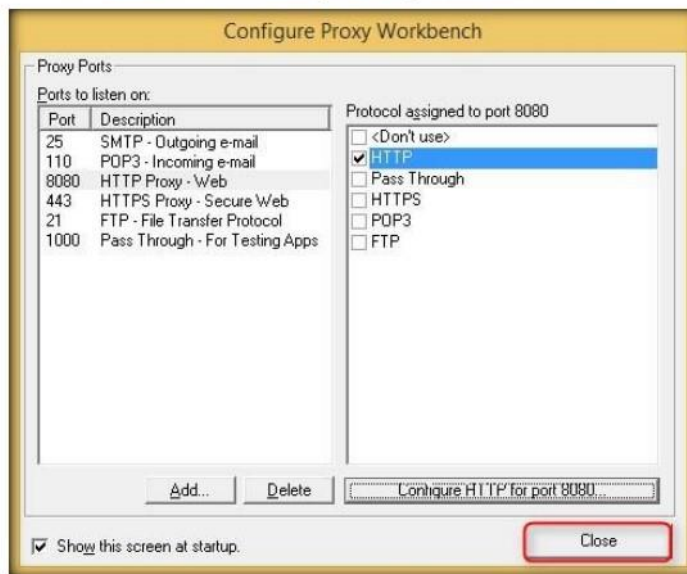 Configure Proxy Workbench
Proxy Ports
Ports to listen on:
Port Description
25 SMTP - Outgoing e-mail
110 POP3 - Incoming e-mail
8080 HTTP Proxy - Web
443 HTTPS Proxy - Secure Web
21 FTP - File Transfer Protocol
1000 Pass Through - For Testing Apps
Add...
Delete
Protocol assigned to port 8080
<Don't use>
HTTP
Pass Through
HTTPS
POP3
FTP
Configure HTTP for port 8080...
Show this screen at startup.
Close